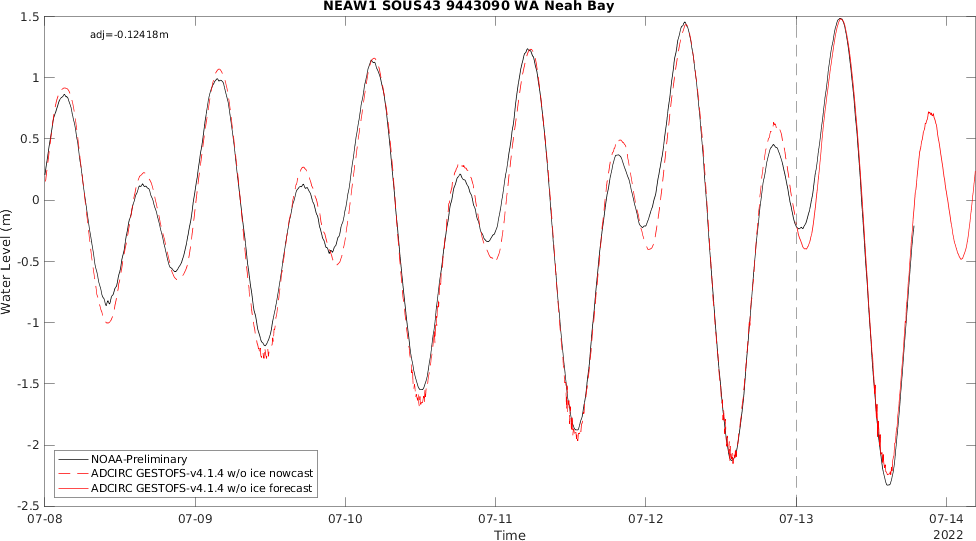 NEAW1 SOUS43 9443090 WA Neah Bay
adj=-0.12418m
1.5
1
0.5
0
-0.5
-1
-1.5
-2
-2.5
Water Level (m)
NOAA-Preliminary
ADCIRC GESTOFS-v4.1.4 w/o ice nowcast
ADCIRC GESTOFS-v4.1.4 w/o ice forecast
07-08 07-09 07-10 07-11 07-12 07-13 07-14
Time
2022